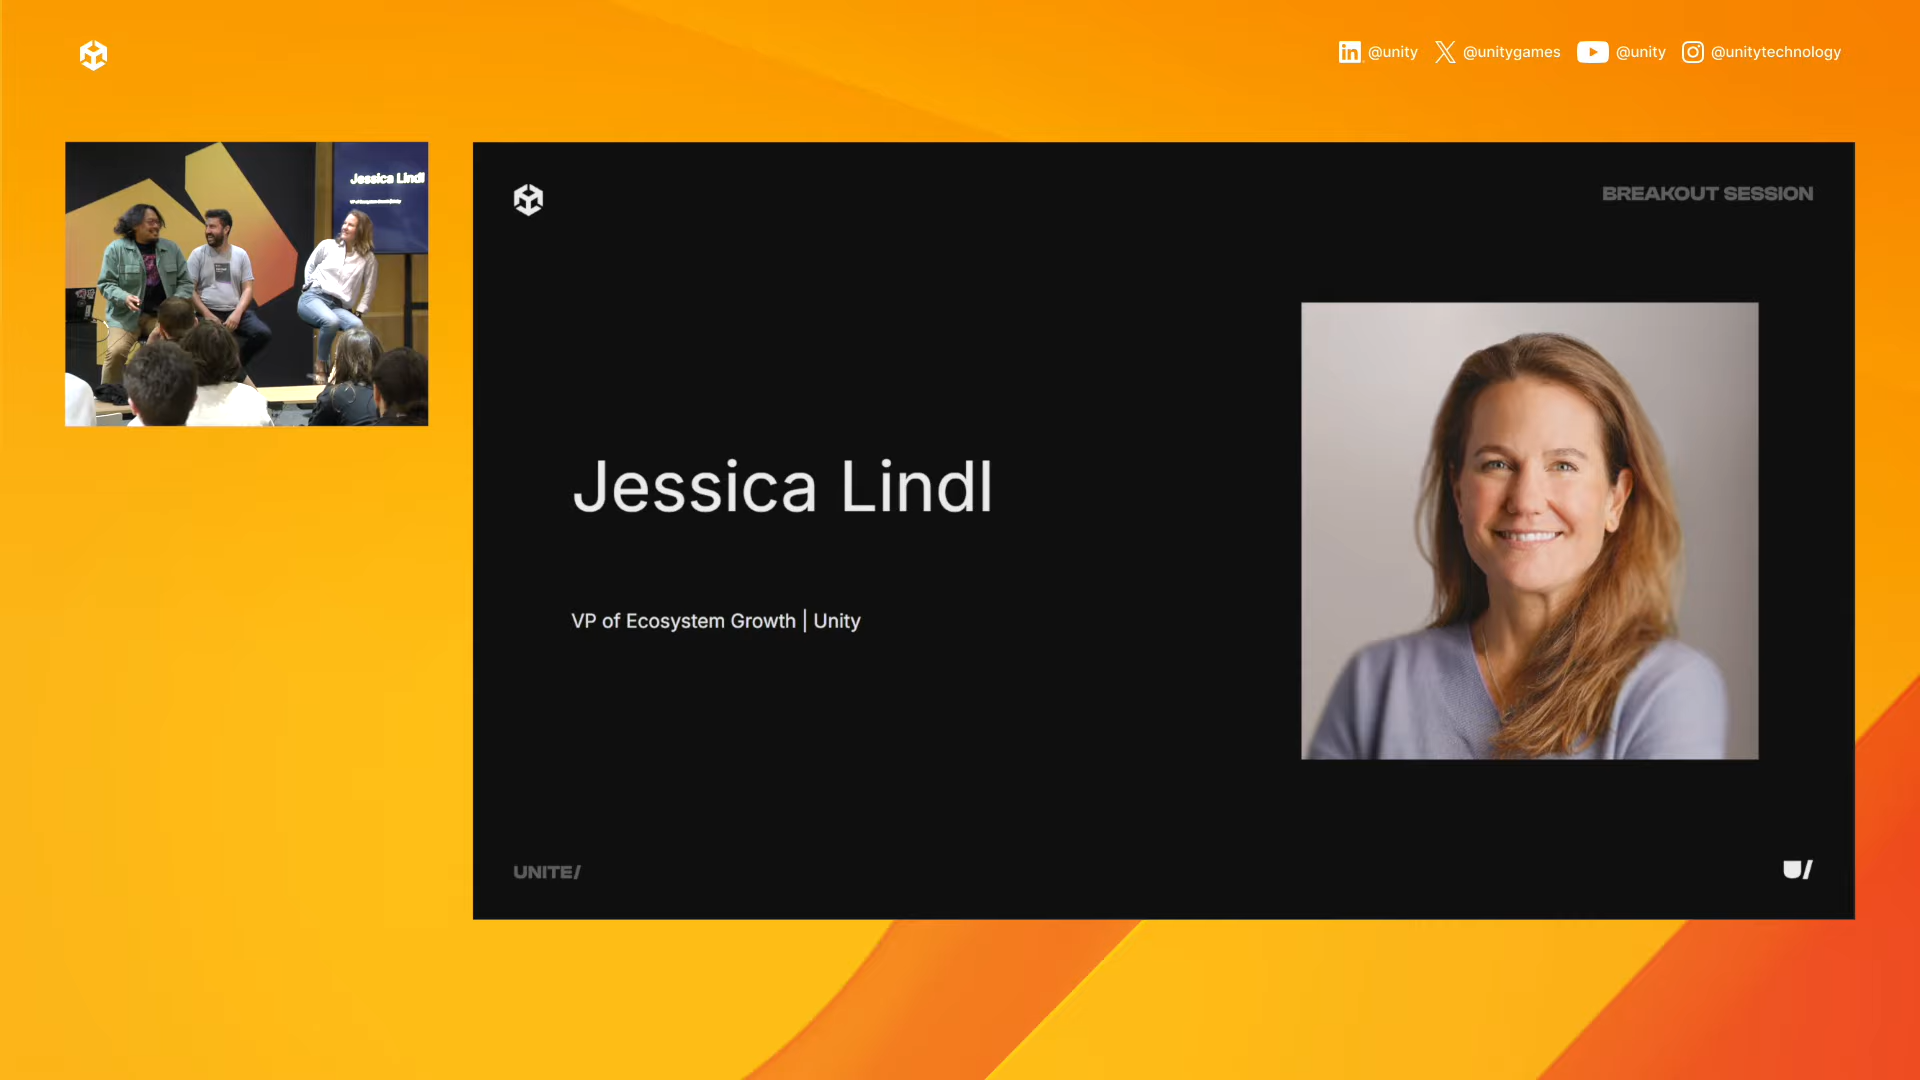 @unity @unitygames @unity @unitytechnology
Jessica Lindl
BREAKOUT SESSION
Jessica Lindl
VP of Ecosystem Growth | Unity
UNITE/
U/